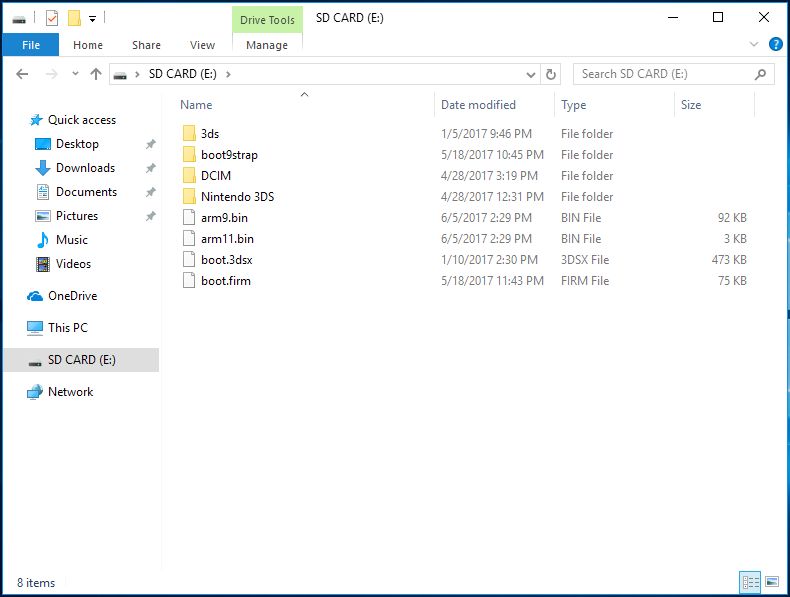 Drive Tools SD CARD (E:)
File Home Share View Manage
SD CARD (E:) Search SD CARD (E:)
Name Date modified Type Size
Quick access
Desktop
Downloads
Documents
Pictures
Music
Videos
OneDrive
This PC
SD CARD (E:)
Network
3ds 1/5/2017 9:46 PM File folder
boot9strap 5/18/2017 10:45 PM File folder
DCIM 4/28/2017 3:19 PM File folder
Nintendo 3DS 4/28/2017 12:31 PM File folder
arm9.bin 6/5/2017 2:29 PM BIN File 92 KB
arm11.bin 6/5/2017 2:29 PM BIN File 3 KB
boot.3dsx 1/10/2017 2:30 PM 3DSX File 473 KB
boot.firm 5/18/2017 11:43 PM FIRM File 75 KB
8 items